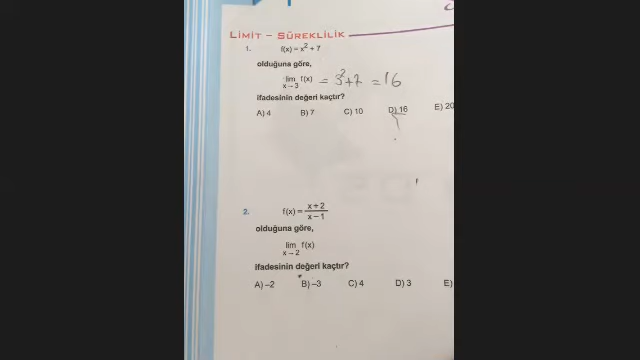 LİMİT – SÜREKLİLİK
1. f(x) = x² + 7
olduğuna göre,
lim f(x) = 3² + 7 = 16
x→3
ifadesinin değeri kaçtır?
A) 4 B) 7 C) 10 D) 16 E) 20
2. f(x) = x + 2 / x – 1
olduğuna göre,
lim f(x)
x→2
ifadesinin değeri kaçtır?
A) –2 B) –3 C) 4 D) 3 E)